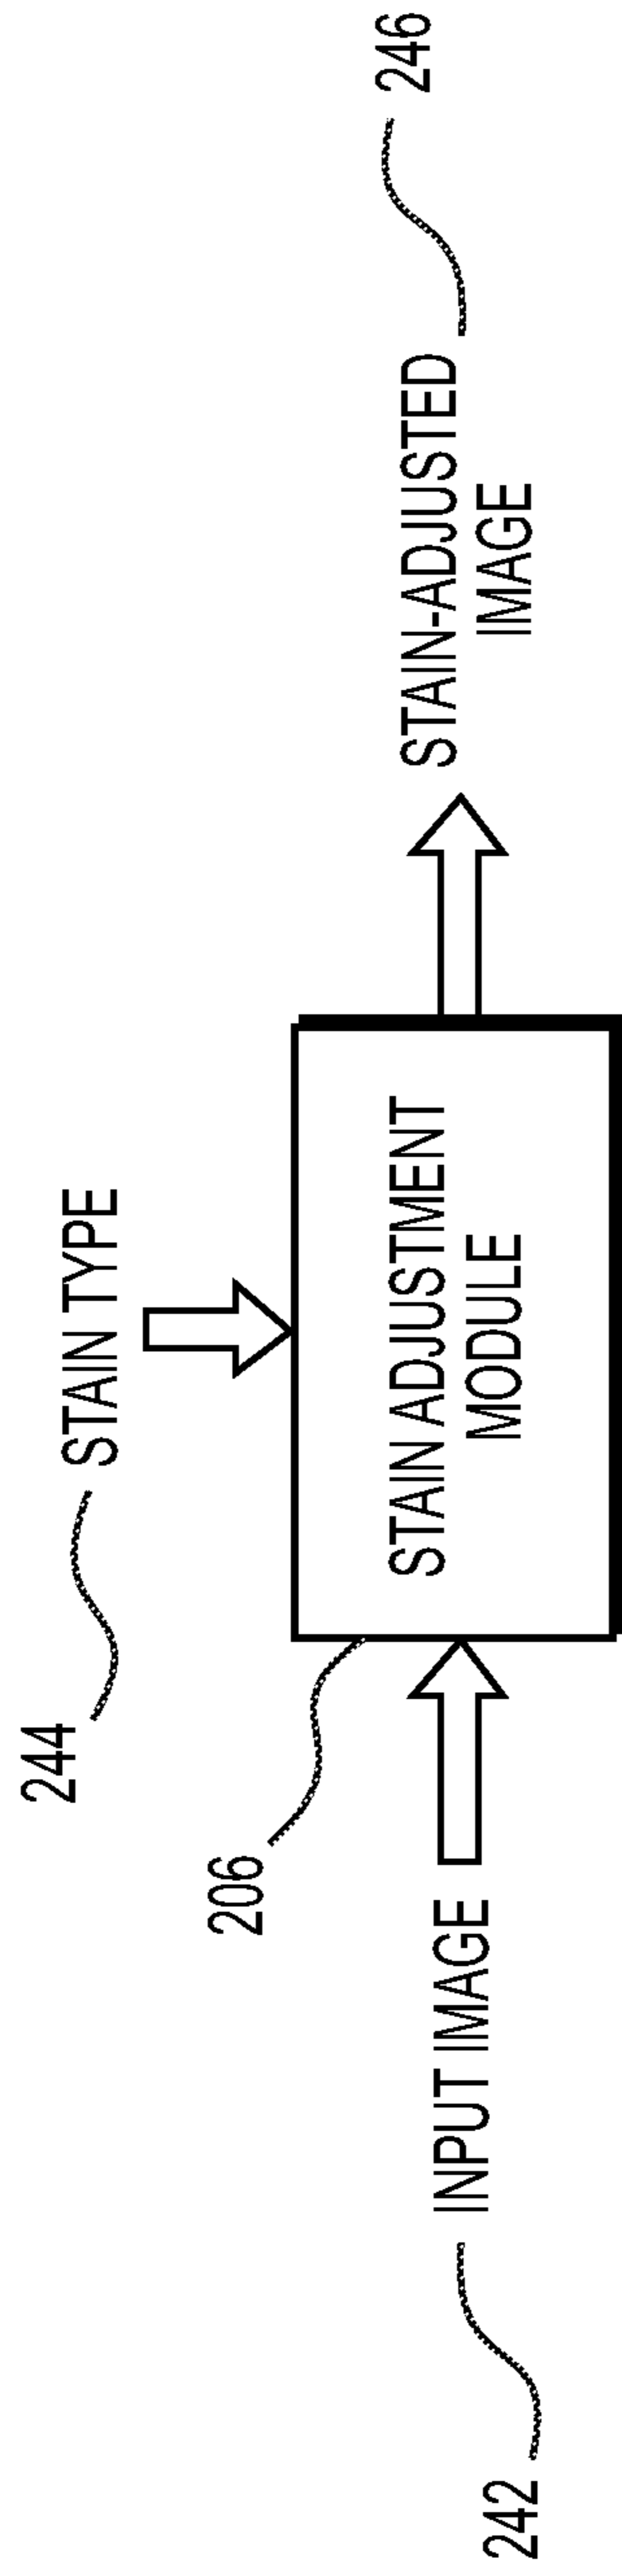 244
STAIN TYPE
206
242
INPUT IMAGE
STAIN ADJUSTMENT
MODULE
STAIN-ADJUSTED
IMAGE
246